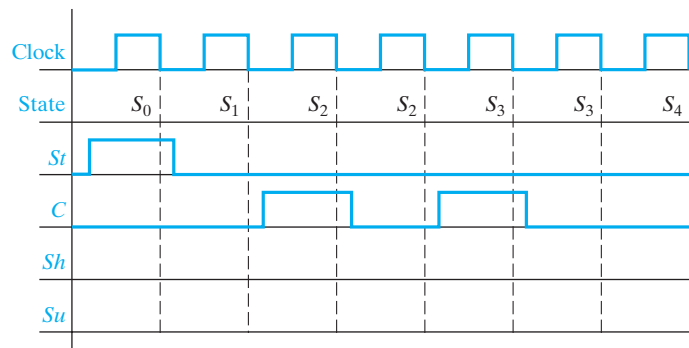 Clock
State S₀ S₁ S₂ S₂ S₃ S₃ S₄
St
C
Sh
Su